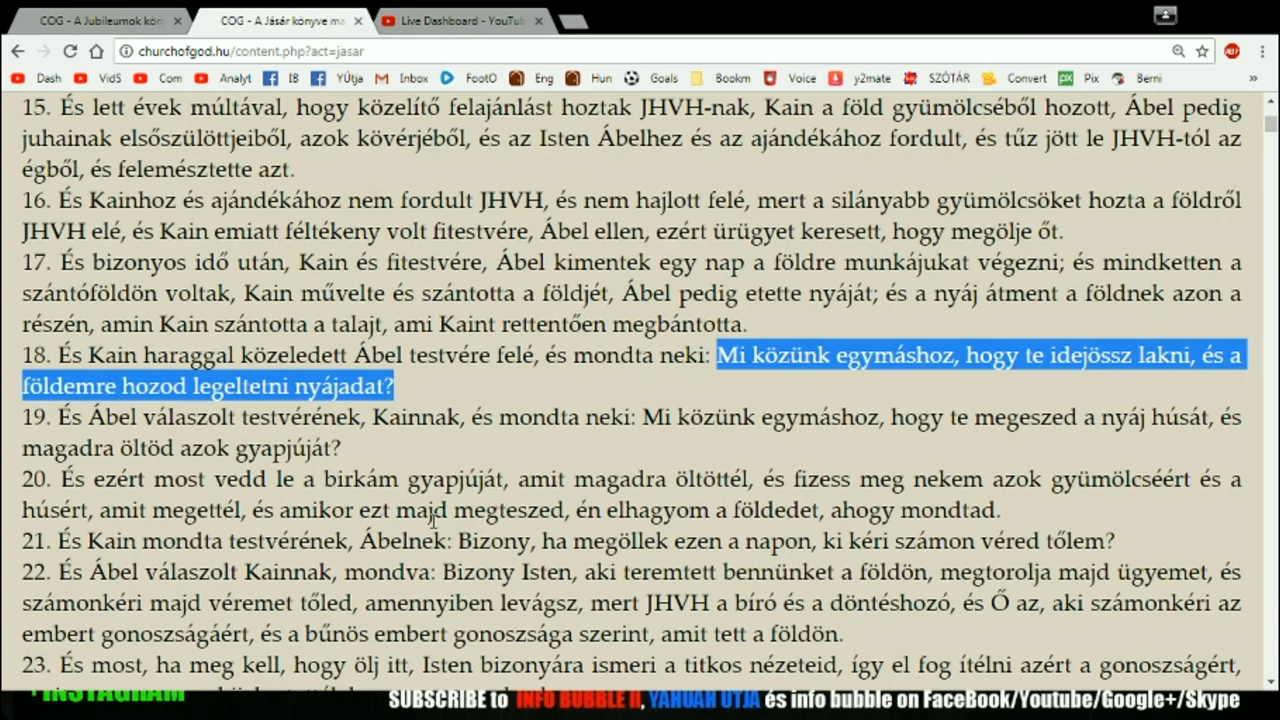 COG - A Jubileumok kön
COG - A Jásár könyve ma
Live Dashboard - YouTub
churchofgod.hu/content.php?act=jasar
Dash VidS Com Analyt IB YÚtja Inbox FootO Eng Hun Goals Bookm Voice y2mate SZÓTÁR Convert Pix Berni »
15. És lett évek múltával, hogy közelítő felajánlást hoztak JHVH-nak, Kain a föld gyümölcséből hozott, Ábel pedig
juhainak elsőszülöttjeiből, azok kövérjéből, és az Isten Ábelhez és az ajándékához fordult, és tűz jött le JHVH-tól az
égből, és felemésztette azt.
16. És Kainhoz és ajándékához nem fordult JHVH, és nem hajlott felé, mert a silányabb gyümölcsöket hozta a földről
JHVH elé, és Kain emiatt féltékeny volt fitestvére, Ábel ellen, ezért ürügyet keresett, hogy megölje őt.
17. És bizonyos idő után, Kain és fitestvére, Ábel kimentek egy nap a földre munkájukat végezni; és mindketten a
szántóföldön voltak, Kain művelte és szántotta a földjét, Ábel pedig etette nyáját; és a nyáj átment a földnek azon a
részén, amin Kain szántotta a talajt, ami Kaint rettentően megbántotta.
18. És Kain haraggal közeledett Ábel testvére felé, és mondta neki: Mi közünk egymáshoz, hogy te idejössz lakni, és a
földemre hozod legeltetni nyájadat?
19. És Ábel válaszolt testvérének, Kainnak, és mondta neki: Mi közünk egymáshoz, hogy te megeszed a nyáj húsát, és
magadra öltöd azok gyapjúját?
20. És ezért most vedd le a birkám gyapjúját, amit magadra öltöttél, és fizess meg nekem azok gyümölcséért és a
húsért, amit megettél, és amikor ezt majd megteszed, én elhagyom a földedet, ahogy mondtad.
21. És Kain mondta testvérének, Ábelnek: Bizony, ha megöllek ezen a napon, ki kéri számon véred tőlem?
22. És Ábel válaszolt Kainnak, mondva: Bizony Isten, aki teremtett bennünket a földön, megtorolja majd ügyemet, és
számonkéri majd véremet tőled, amennyiben levágsz, mert JHVH a bíró és a döntéshozó, és Ő az, aki számonkéri az
embert gonoszságáért, és a bűnös embert gonoszsága szerint, amit tett a földön.
23. És most, ha meg kell, hogy ölj itt, Isten bizonyára ismeri a titkos nézeteid, így el fog ítélni azért a gonoszságért,
+INSTAGRAM
SUBSCRIBE to INFO BUBBLE II, YAHUAH UTJA és info bubble on FaceBook/Youtube/Google+/Skype